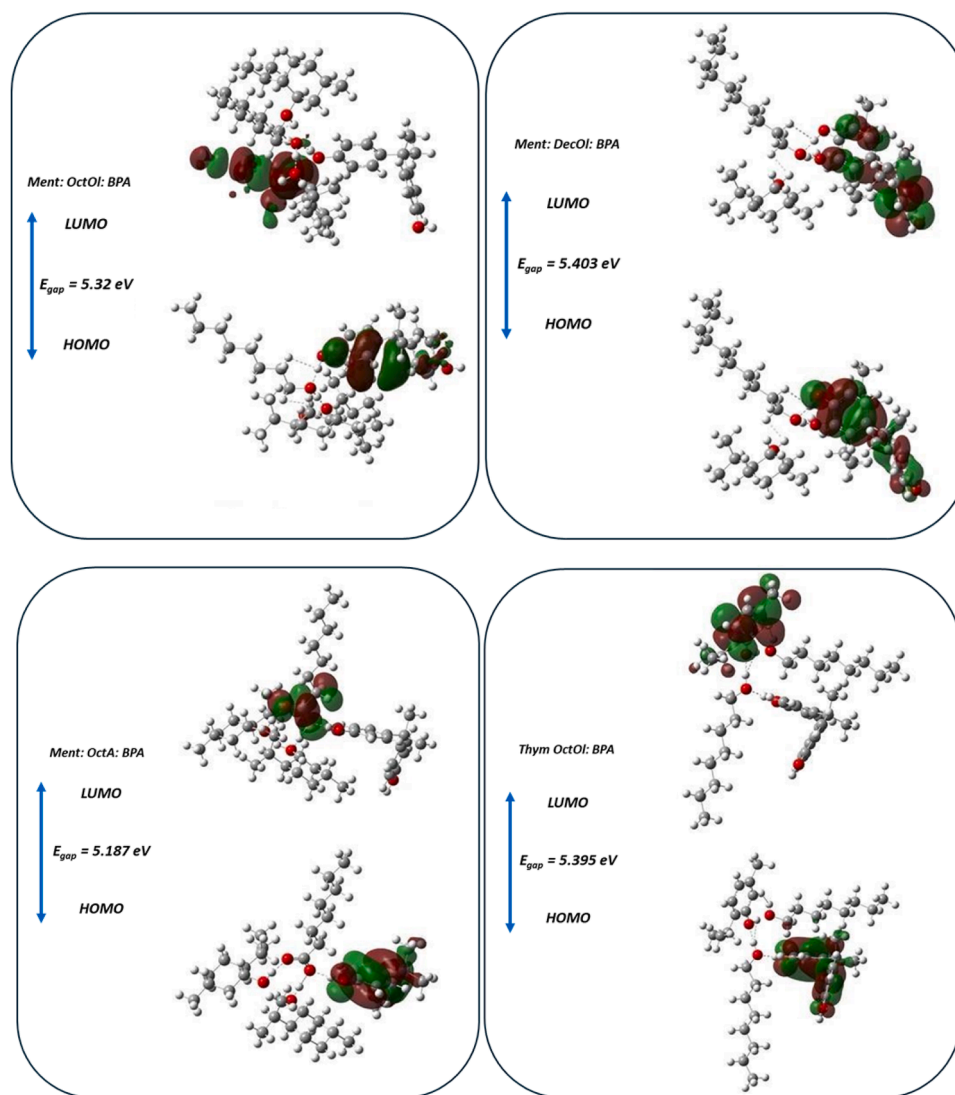 Ment: OctOl: BPA
LUMO
Egap = 5.32 eV
HOMO
Ment: DecOl: BPA
LUMO
Egap = 5.403 eV
HOMO
Ment: OctA: BPA
LUMO
Egap = 5.187 eV
HOMO
Thym OctOl: BPA
LUMO
Egap = 5.395 eV
HOMO